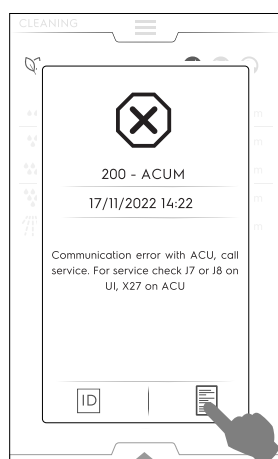 CLEANING
200 - ACUM
17/11/2022 14:22
Communication error with ACU, call
service. For service check J7 or J8 on
UI, X27 on ACU
ID
m
m
m
m